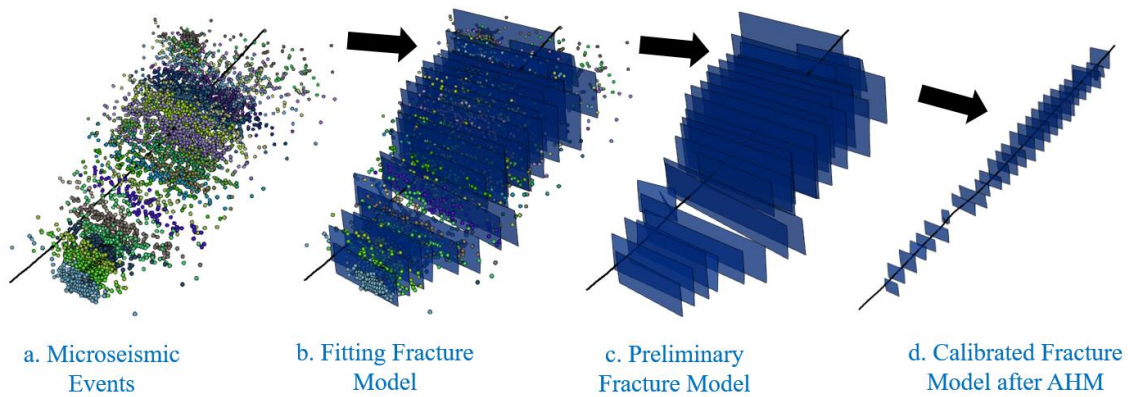 a. Microseismic
Events
b. Fitting Fracture
Model
c. Preliminary
Fracture Model
d. Calibrated Fracture
Model after AHM